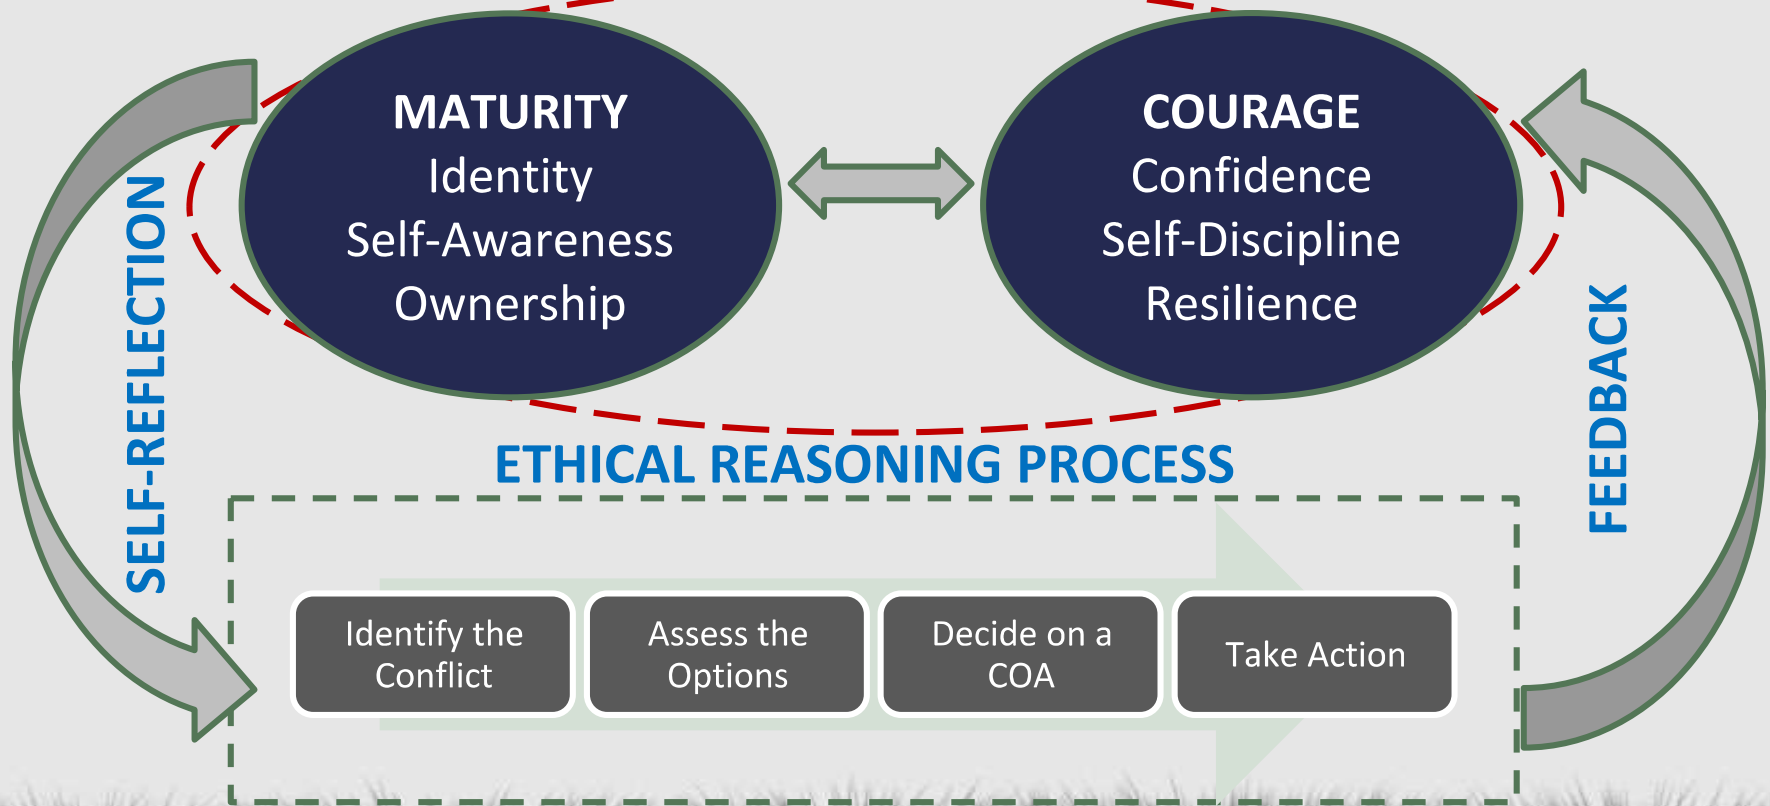 MATURITY
Identity
Self-Awareness
Ownership
COURAGE
Confidence
Self-Discipline
Resilience
SELF-REFLECTION
FEEDBACK
ETHICAL REASONING PROCESS
Identify the
Conflict
Assess the
Options
Decide on a
COA
Take Action